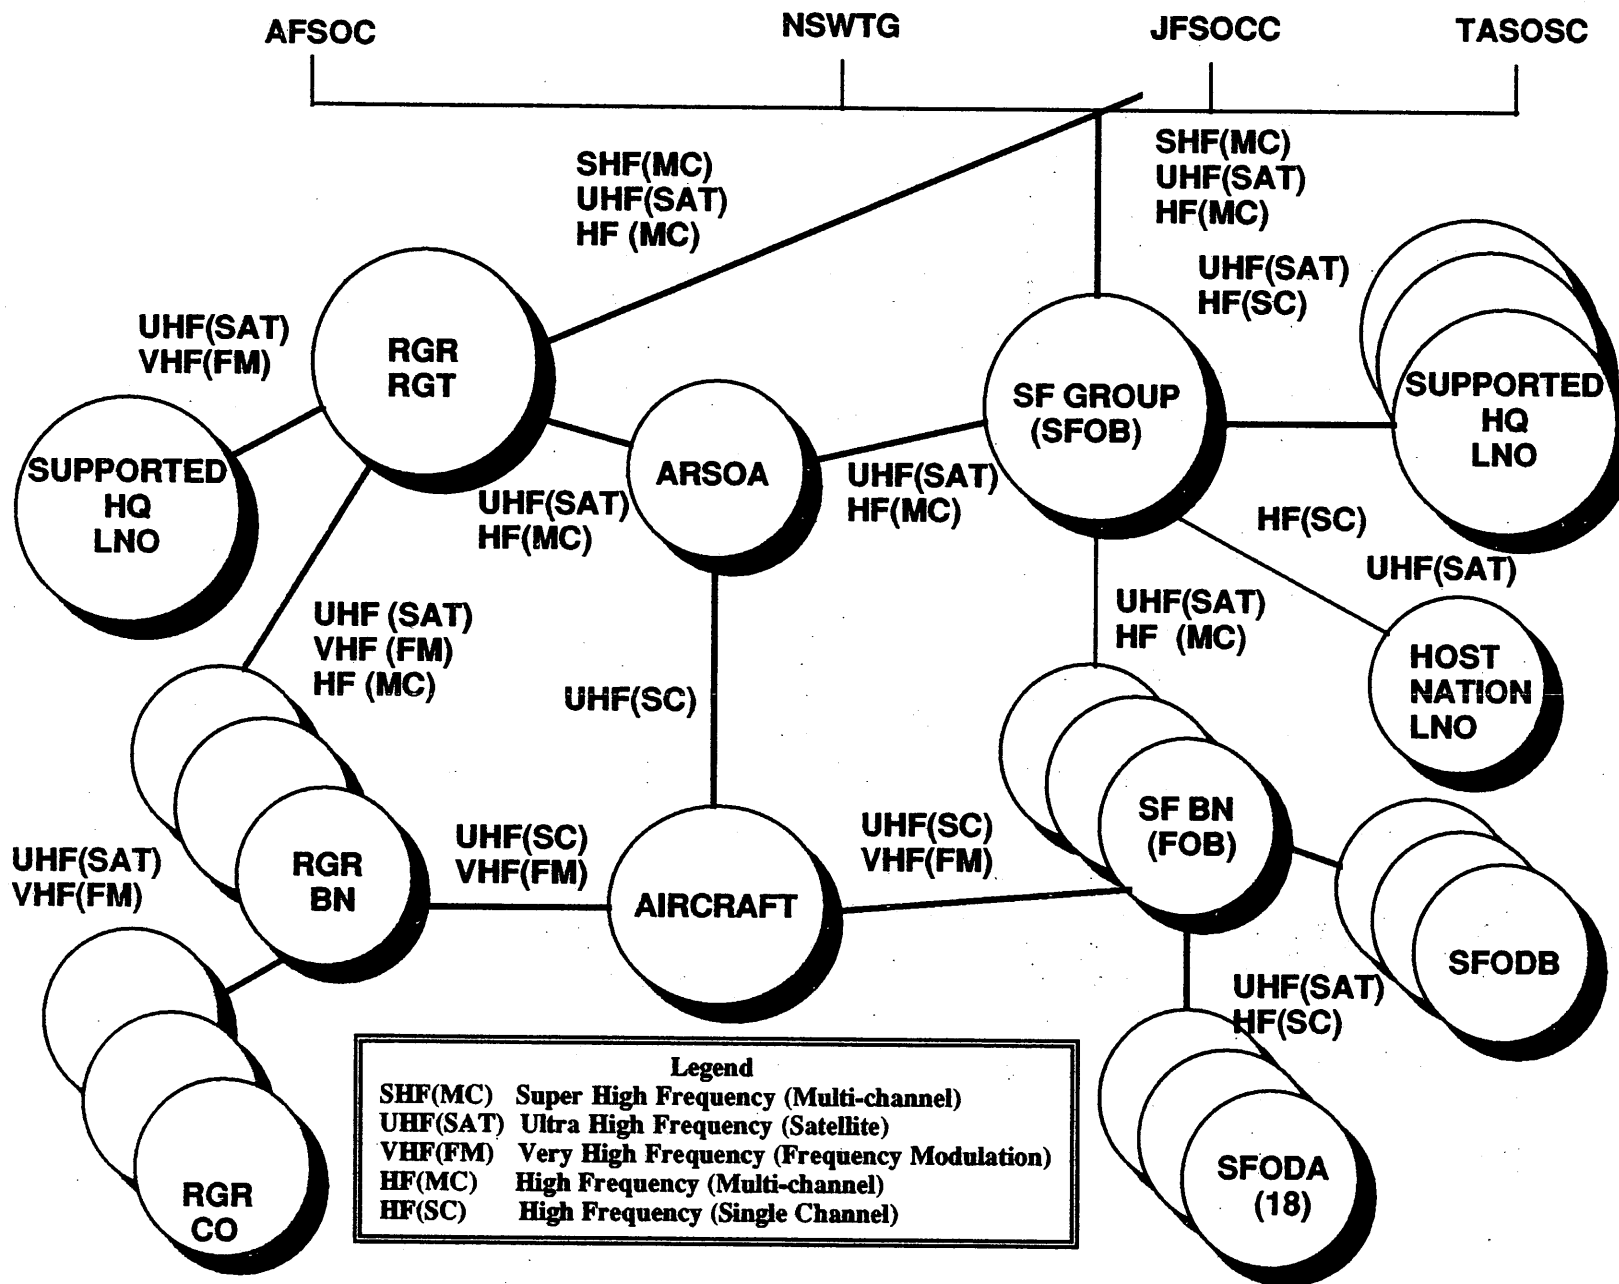 AFSOC
NSWTG
JFSOCC
TASOSC
SHF(MC)
UHF(SAT)
HF (MC)
SHF(MC)
UHF(SAT)
HF(MC)
UHF(SAT)
HF(SC)
UHF(SAT)
VHF(FM)
RGR
RGT
SF GROUP
(SFOB)
SUPPORTED
HQ
LNO
SUPPORTED
HQ
LNO
ARSOA
UHF(SAT)
HF(MC)
UHF(SAT)
HF(MC)
HF(SC)
UHF(SAT)
UHF (SAT)
VHF (FM)
HF (MC)
UHF(SAT)
HF (MC)
HOST
NATION
LNO
UHF(SC)
UHF(SAT)
VHF(FM)
RGR
BN
UHF(SC)
VHF(FM)
AIRCRAFT
UHF(SC)
VHF(FM)
SF BN
(FOB)
SFODB
UHF(SAT)
HF(SC)
RGR
CO
SFODA
(18)
Legend
SHF(MC) Super High Frequency (Multi-channel)
UHF(SAT) Ultra High Frequency (Satellite)
VHF(FM) Very High Frequency (Frequency Modulation)
HF(MC) High Frequency (Multi-channel)
HF(SC) High Frequency (Single Channel)